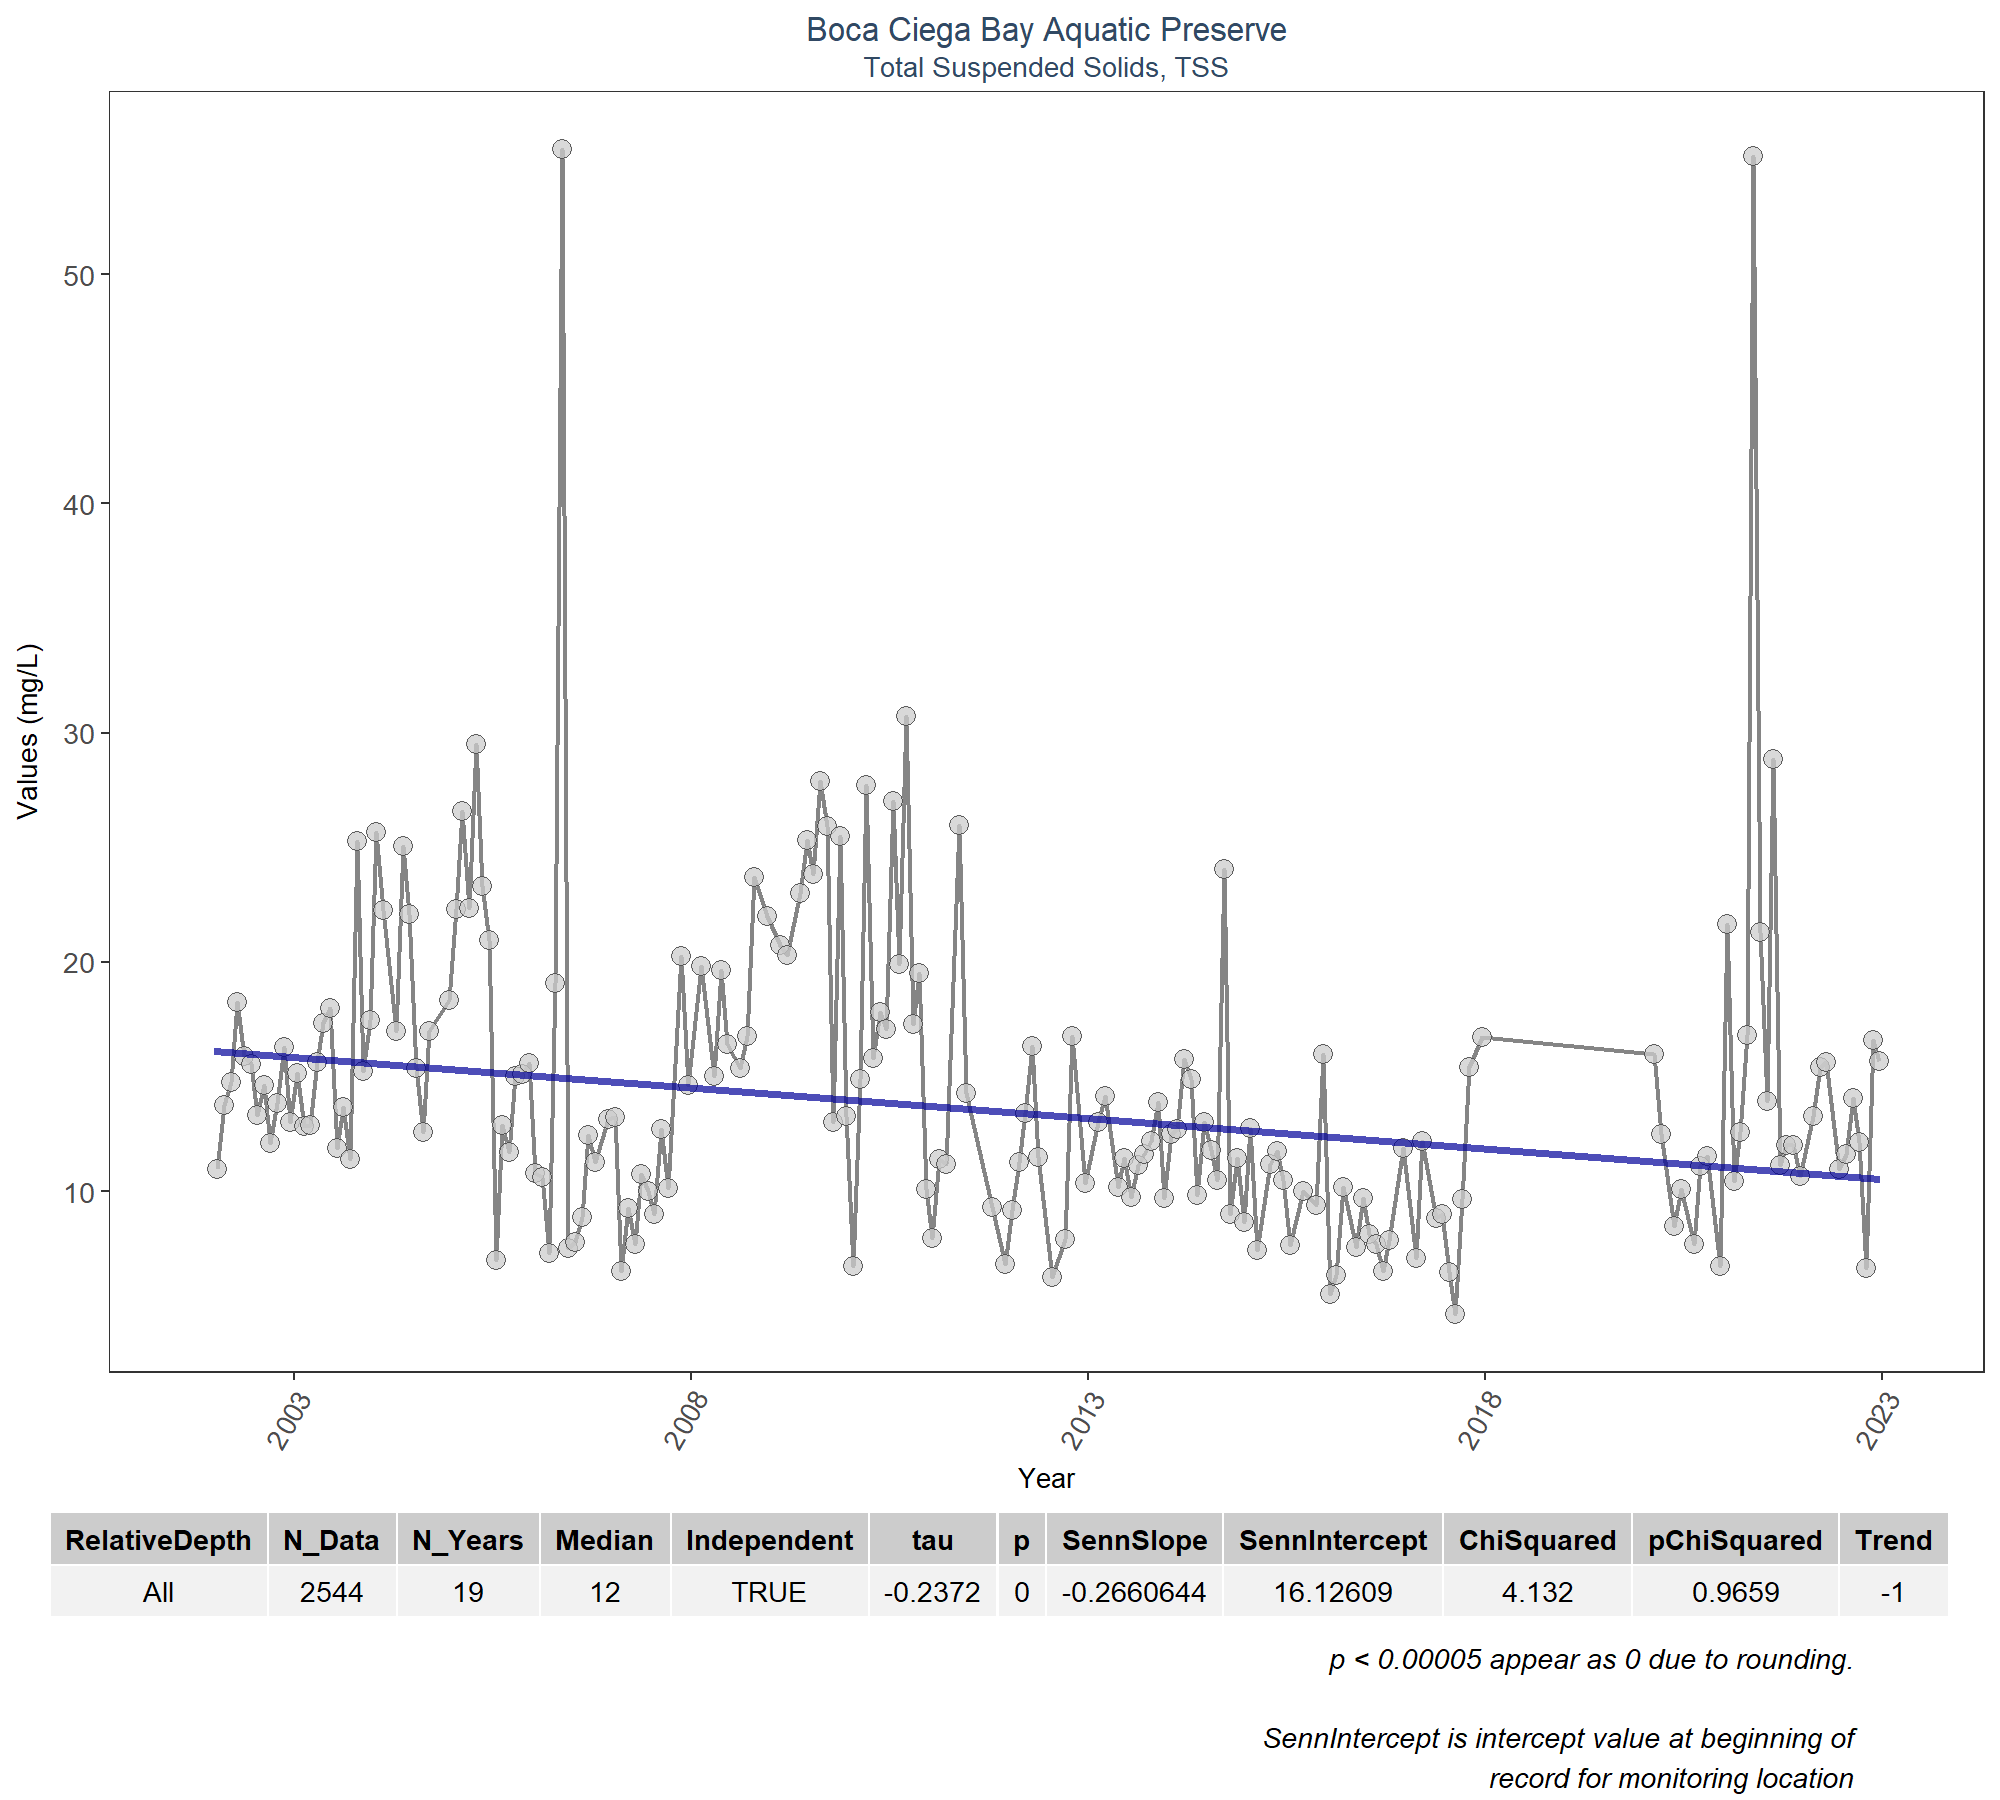 Boca Ciega Bay Aquatic Preserve
Total Suspended Solids, TSS
Values (mg/L)
50
40
30
20
10
2003
2008
2013
2018
2023
Year
RelativeDepth N_Data N_Years Median Independent tau p SennSlope SennIntercept ChiSquared pChiSquared Trend
All 2544 19 12 TRUE -0.2372 0 -0.2660644 16.12609 4.132 0.9659 -1
p < 0.00005 appear as 0 due to rounding.
SennIntercept is intercept value at beginning of
record for monitoring location